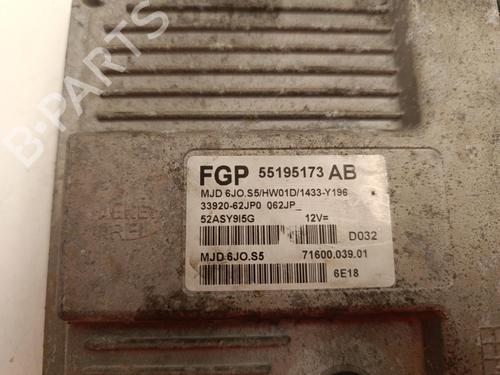 B-PARTS
FGP 55195173 AB
MJD 6JO.S5/HW01D/1433-Y196
33920-62JP0 062JP_
52ASY9I5G 12V=
D032
MJD 6JO.S5 71600.039.01
6E18